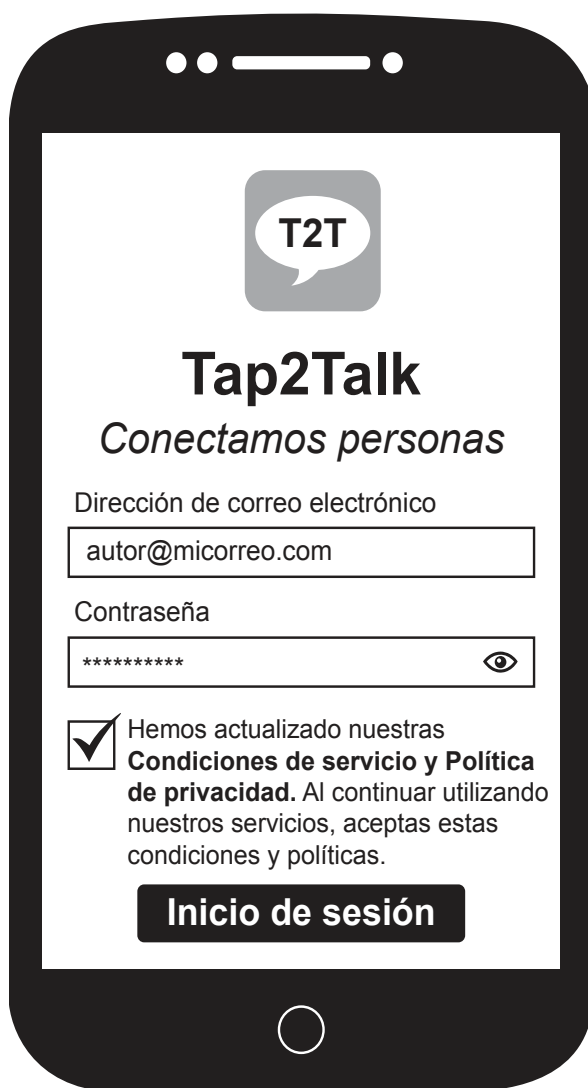 T2T
Tap2Talk
Conectamos personas
Dirección de correo electrónico
autor@micorreo.com
Contraseña
**********
Hemos actualizado nuestras
Condiciones de servicio y Política
de privacidad. Al continuar utilizando
nuestros servicios, aceptas estas
condiciones y políticas.
Inicio de sesión